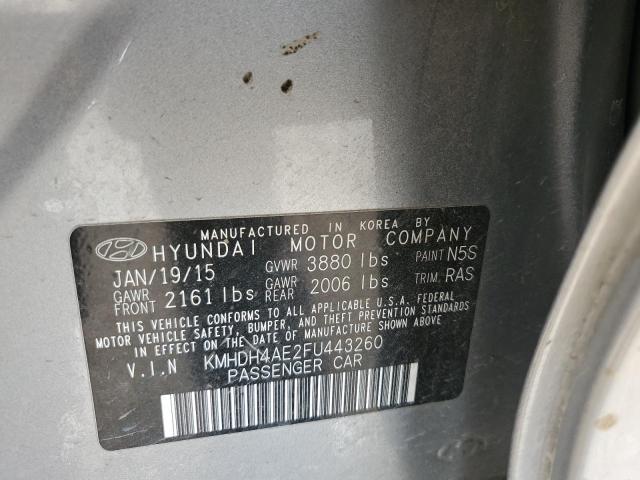 MANUFACTURED IN KOREA BY
HYUNDAI MOTOR COMPANY
JAN/19/15 GVWR 3880 lbs PAINT N5S
GAWR FRONT 2161 lbs GAWR REAR 2006 lbs TRIM RAS
THIS VEHICLE CONFORMS TO ALL APPLICABLE U.S.A. FEDERAL
MOTOR VEHICLE SAFETY, BUMPER, AND THEFT PREVENTION STANDARDS
IN EFFECT ON THE DATE OF MANUFACTURE SHOWN ABOVE.
V.I.N KMHDH4AE2FU443260
PASSENGER CAR